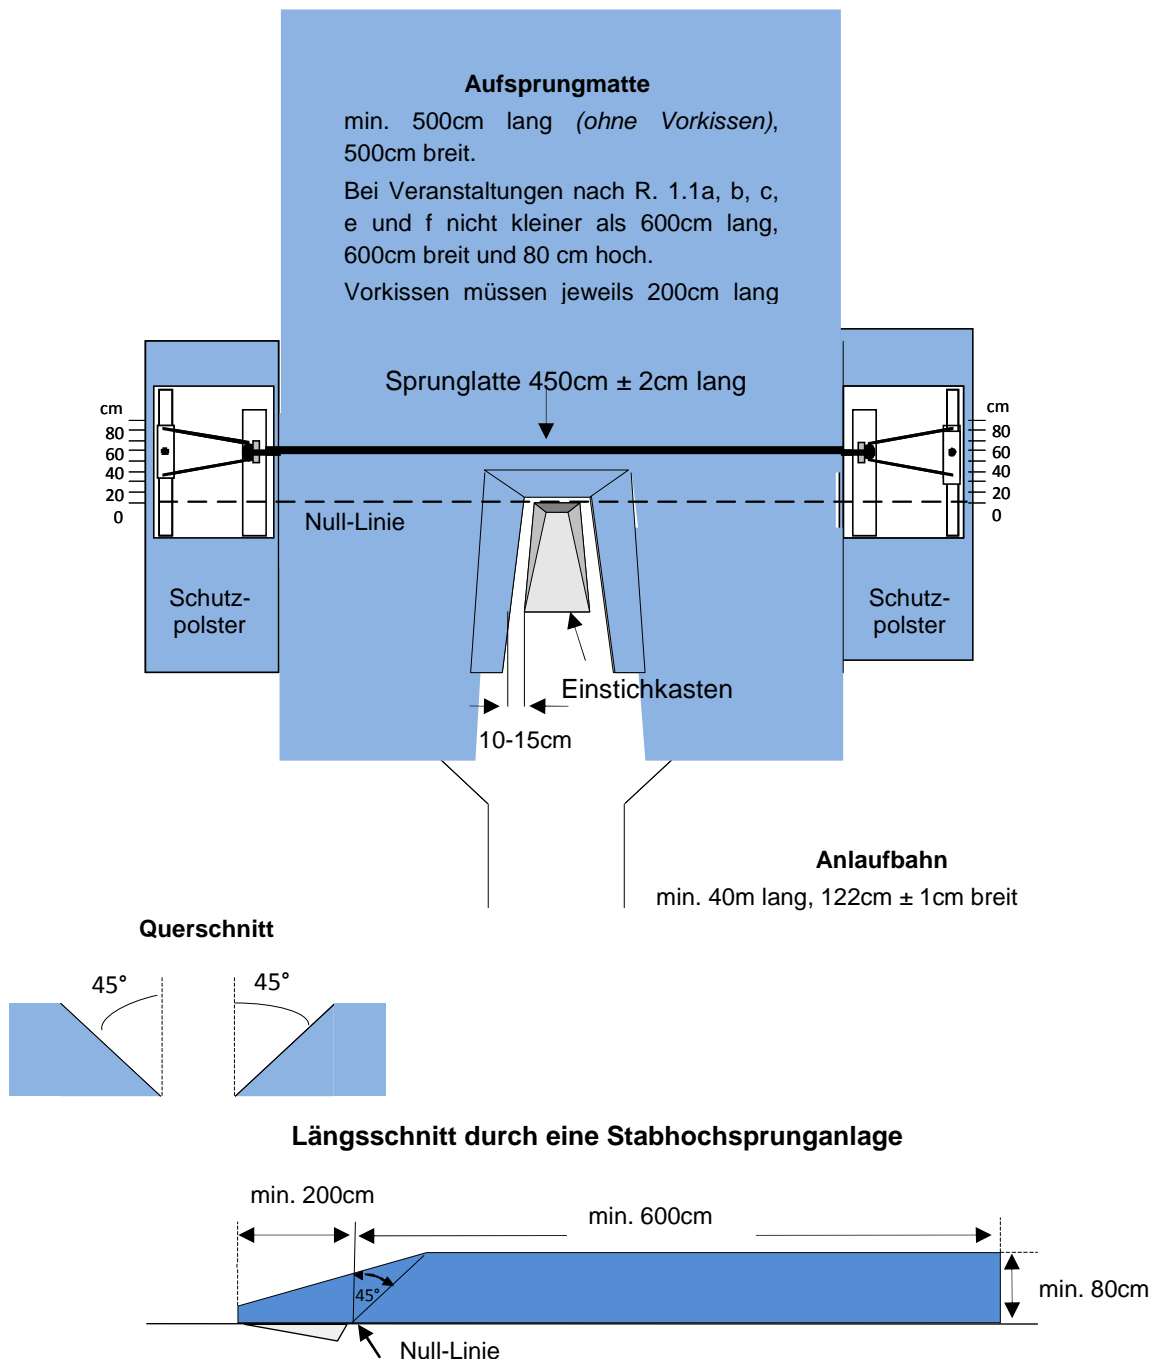 Aufsprungmatte
min. 500cm lang (ohne Vorkissen),
500cm breit.
Bei Veranstaltungen nach R. 1.1a, b, c,
e und f nicht kleiner als 600cm lang,
600cm breit und 80 cm hoch.
Vorkissen müssen jeweils 200cm lang
Sprunglatte 450cm ± 2cm lang
cm
80
60
40
20
0
cm
80
60
40
20
0
Null-Linie
Schutz-
polster
Schutz-
polster
Einstichkasten
10-15cm
Anlaufbahn
min. 40m lang, 122cm ± 1cm breit
Querschnitt
45°
45°
Längsschnitt durch eine Stabhochsprunganlage
min. 200cm
min. 600cm
45°
min. 80cm
Null-Linie